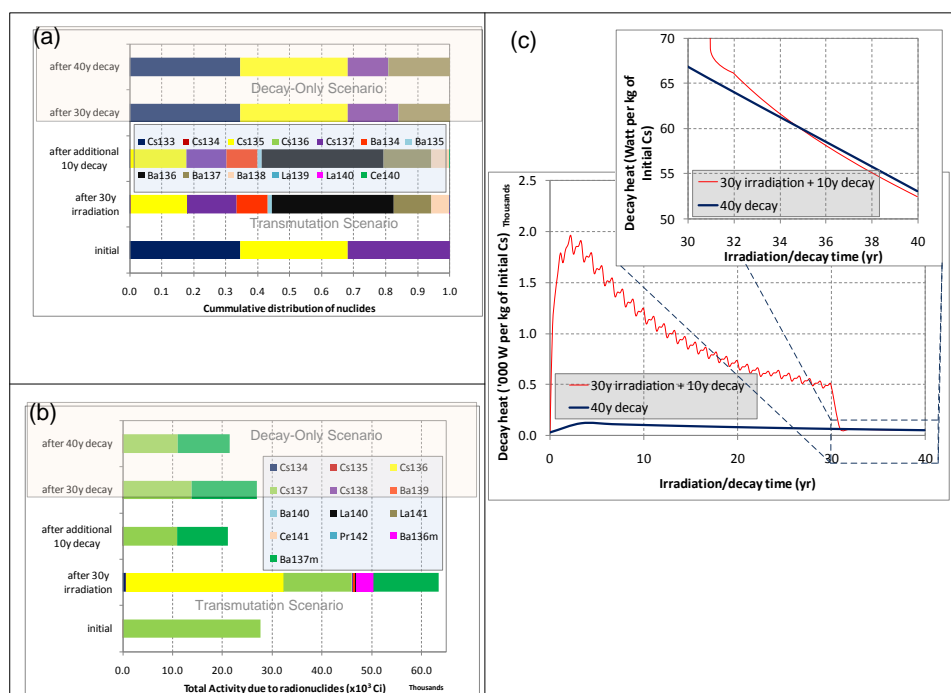 (a)
after 40y decay
Decay-Only Scenario
after 30y decay
Cs133 Cs134 Cs135 Cs136 Cs137 Ba134 Ba135
after additional
10y decay
Ba136 Ba137 Ba138 La139 La140 Ce140
after 30y
irradiation
Transmutation Scenario
initial
0.0 0.1 0.2 0.3 0.4 0.5 0.6 0.7 0.8 0.9 1.0
Cummulative distribution of nuclides
(b)
after 40y decay
Decay-Only Scenario
Cs134 Cs135 Cs136
after 30y decay
Cs137 Cs138 Ba139
Ba140 La140 La141
after additional
10y decay
Ce141 Pr142 Ba136m
Ba137m
after 30y
irradiation
Transmutation Scenario
initial
0.0 10.0 20.0 30.0 40.0 50.0 60.0
Total Activity due to radionuclides (x10³ Ci) Thousands
(c)
Decay heat (Watt per kg of
Initial Cs)
70
65
60
55
50
30y irradiation + 10y decay
40y decay
30 32 34 36 38 40
Irradiation/decay time (yr)
Decay heat ('000 W per kg of Initial Cs) Thousands
2.0
1.5
1.0
0.5
0.0
30y irradiation + 10y decay
40y decay
0 10 20 30 40
Irradiation/decay time (yr)